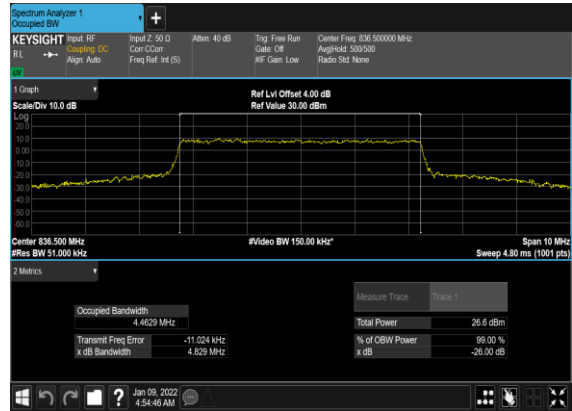 Spectrum Analyzer 1
Occupied BW
+
KEYSIGHT Input: RF Input Z: 50 Ω Atten: 40 dB Trig: Free Run Center Freq: 836.500000 MHz
RL Coupling: DC Corr CCorr Gate: Off Avg|Hold: 500/500
Align: Auto Freq Ref: Int (S) #IF Gain: Low Radio Std: None
LW
1 Graph
Ref Lvl Offset 4.00 dB
Scale/Div 10.0 dB Ref Value 30.00 dBm
Log
20.0
10.0
0.00
-10.0
-20.0
-30.0
-40.0
-50.0
-60.0
Center 836.500 MHz #Video BW 150.00 kHz* Span 10 MHz
#Res BW 51.000 kHz Sweep 4.80 ms (1001 pts)
2 Metrics
Measure Trace Trace 1
Occupied Bandwidth
4.4629 MHz Total Power 26.6 dBm
Transmit Freq Error -11.024 kHz % of OBW Power 99.00 %
x dB Bandwidth 4.829 MHz x dB -26.00 dB
? Jan 09, 2022
4:54:46 AM